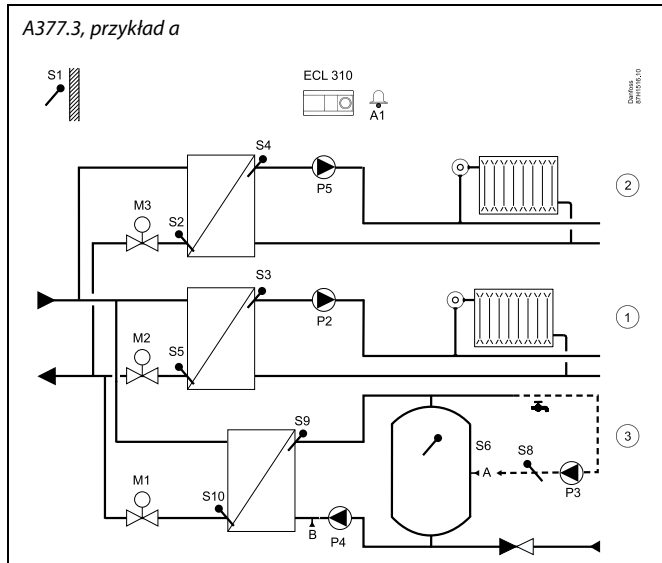 A377.3, przykład a
S1
ECL 310
A1
Danfoss
87H1516.10
S4
P5
2
M3
S2
S3
P2
1
M2
S5
S9
S6
S8
A
3
P3
M1
S10
B
P4